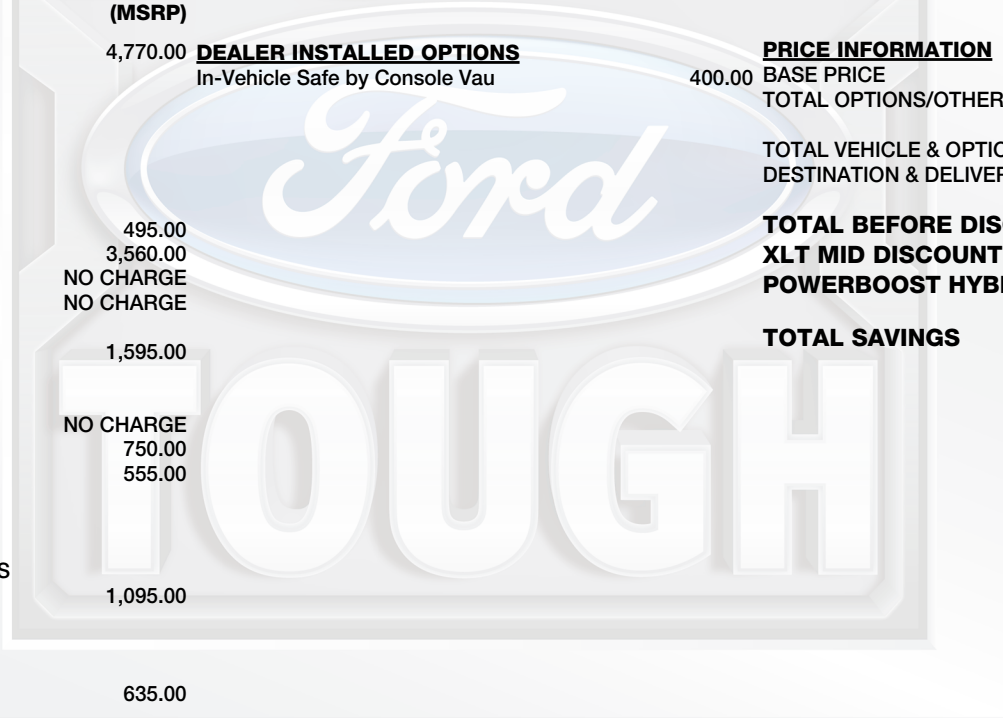 (MSRP)
4,770.00 DEALER INSTALLED OPTIONS
In-Vehicle Safe by Console Vau 400.00
495.00
3,560.00
NO CHARGE
NO CHARGE
1,595.00
NO CHARGE
750.00
555.00
S
1,095.00
635.00
PRICE INFORMATION
BASE PRICE
TOTAL OPTIONS/OTHER
TOTAL VEHICLE & OPTIO
DESTINATION & DELIVER
TOTAL BEFORE DISC
XLT MID DISCOUNT
POWERBOOST HYBR
TOTAL SAVINGS
Ford
TOUGH